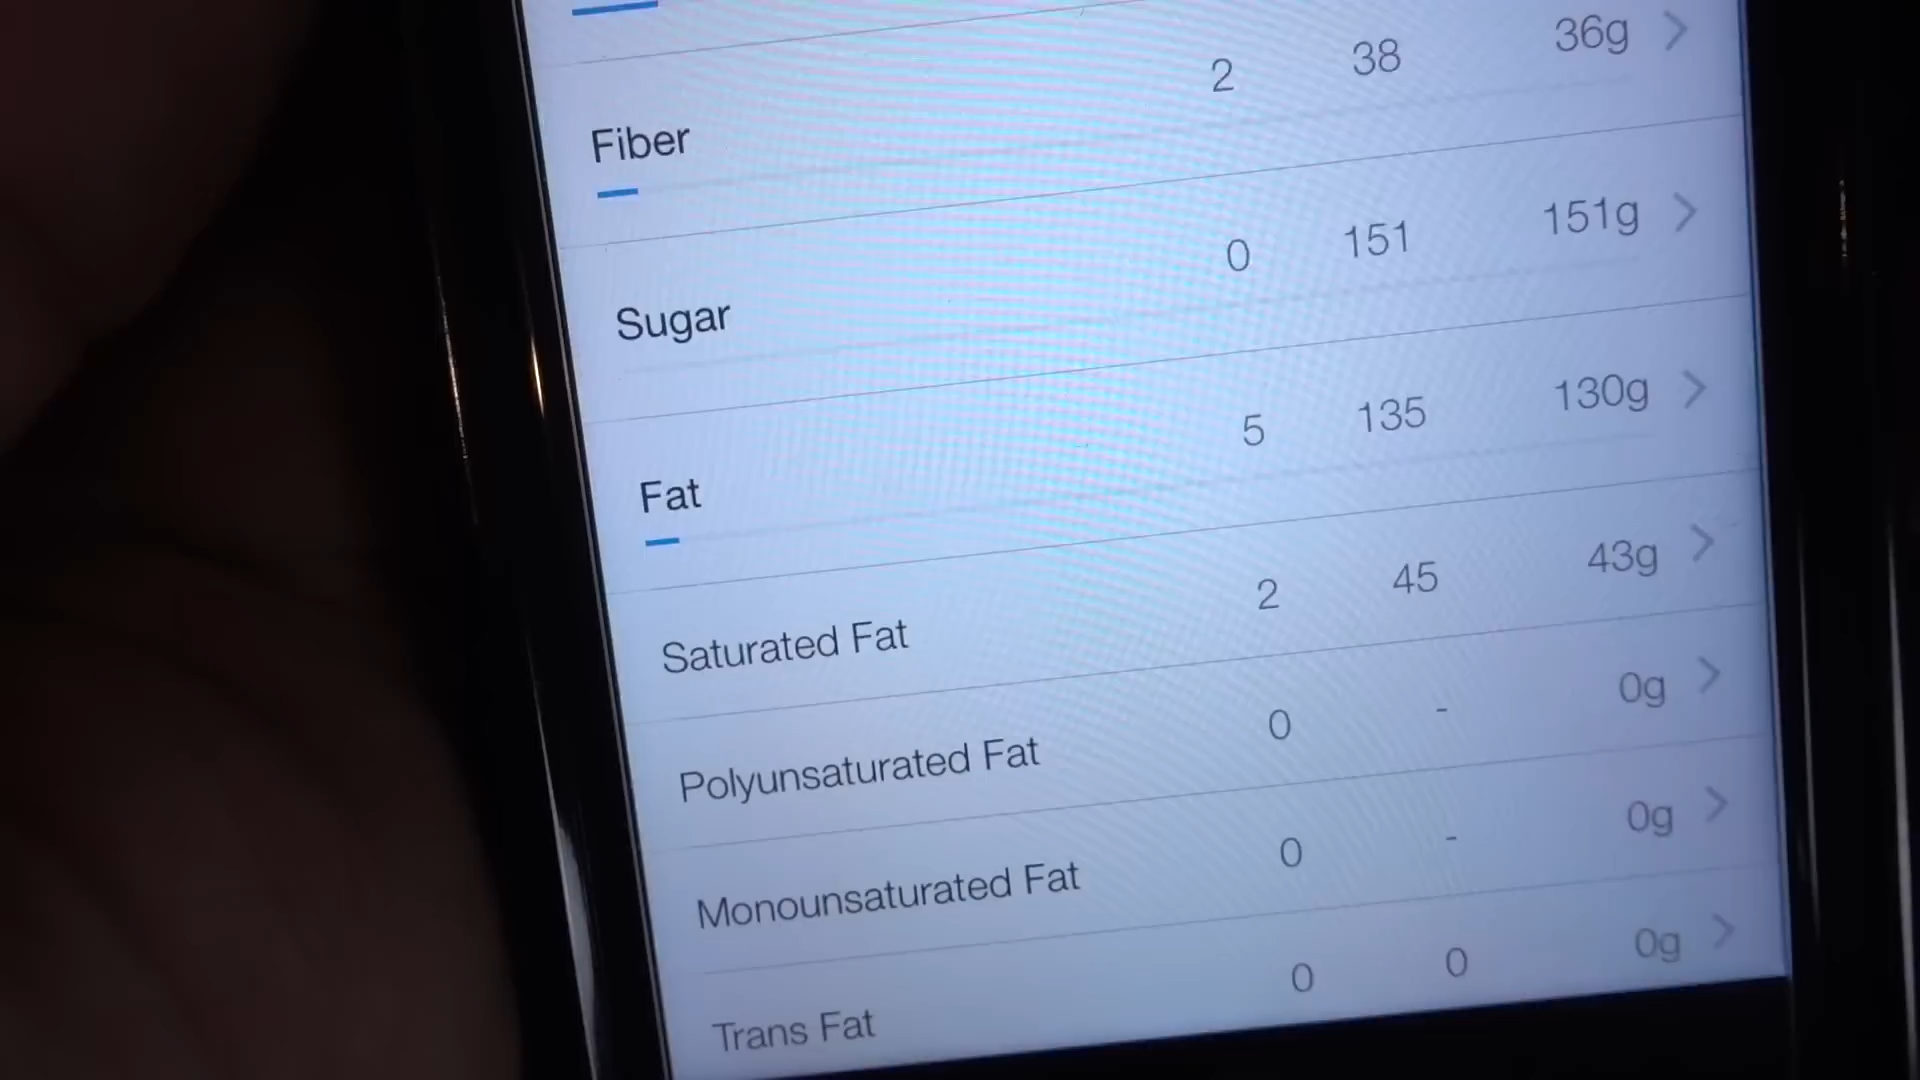 Fiber 2 38 36g
Sugar 0 151 151g
Fat 5 135 130g
Saturated Fat 2 45 43g
Polyunsaturated Fat 0 - 0g
Monounsaturated Fat 0 - 0g
Trans Fat 0 0 0g